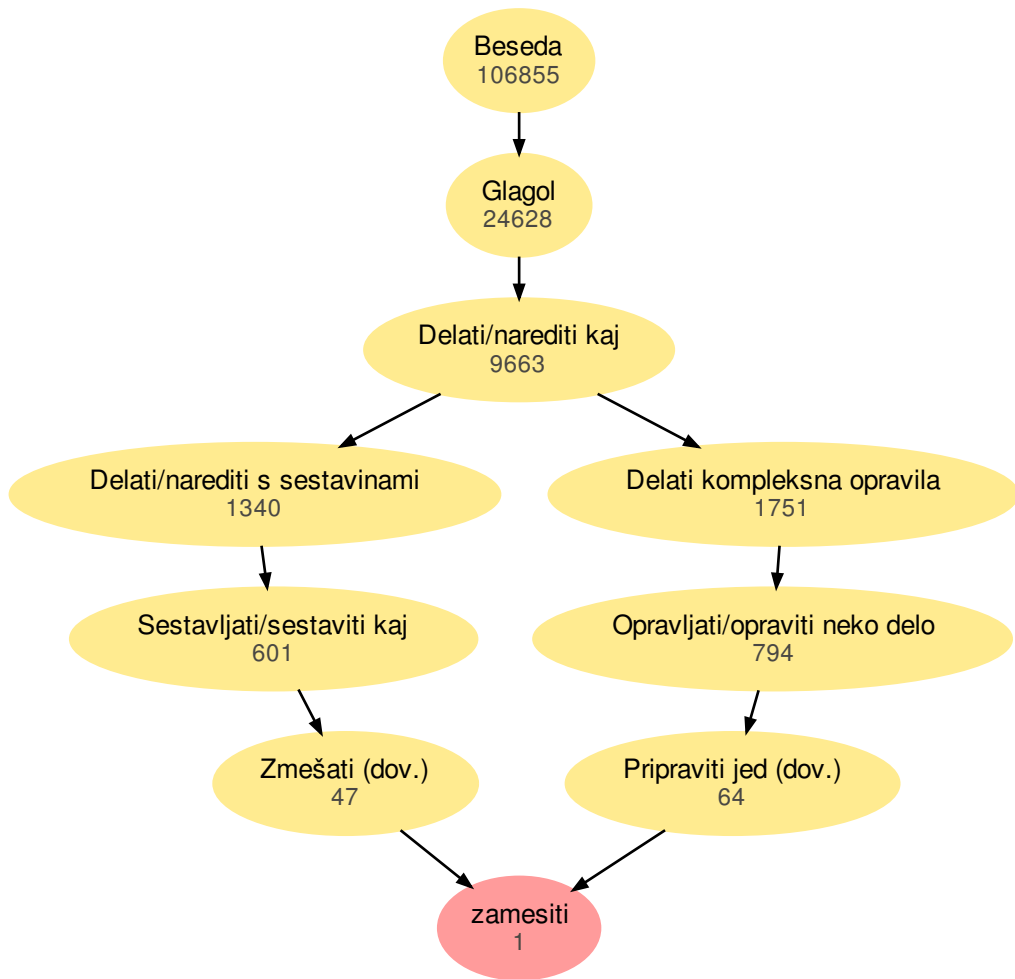 Beseda
106855
Glagol
24628
Delati/narediti kaj
9663
Delati/narediti s sestavinami
1340
Delati kompleksna opravila
1751
Sestavljati/sestaviti kaj
601
Opravljati/opraviti neko delo
794
Zmešati (dov.)
47
Pripraviti jed (dov.)
64
zamesiti
1